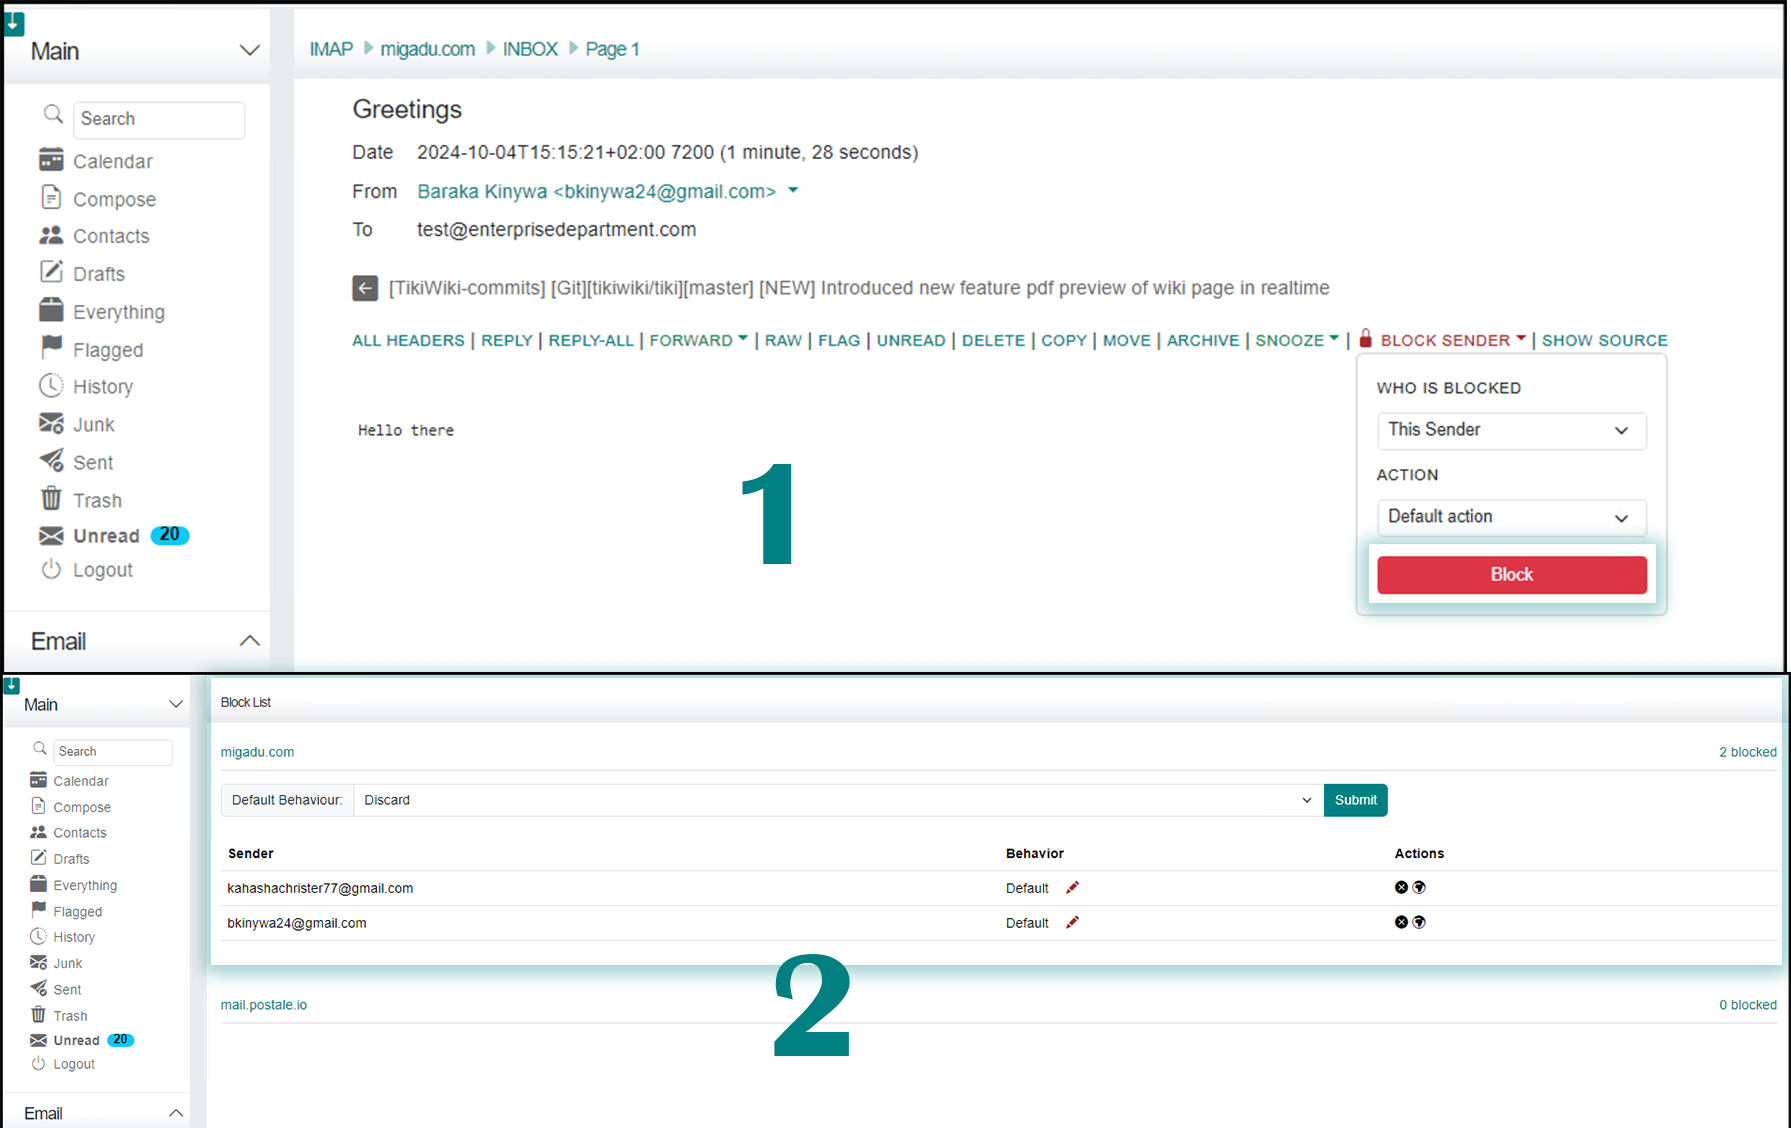 Main
Search
Calendar
Compose
Contacts
Drafts
Everything
Flagged
History
Junk
Sent
Trash
Unread 20
Logout
Email
IMAP migadu.com INBOX Page 1
Greetings
Date 2024-10-04T15:15:21+02:00 7200 (1 minute, 28 seconds)
From Baraka Kinywa <bkinywa24@gmail.com>
To test@enterprisedepartment.com
[TikiWiki-commits] [Git][tikiwiki/tiki][master] [NEW] Introduced new feature pdf preview of wiki page in realtime
ALL HEADERS | REPLY | REPLY-ALL | FORWARD | RAW | FLAG | UNREAD | DELETE | COPY | MOVE | ARCHIVE | SNOOZE | BLOCK SENDER | SHOW SOURCE
WHO IS BLOCKED
This Sender
ACTION
Default action
Block
Hello there
1
Main
Search
Calendar
Compose
Contacts
Drafts
Everything
Flagged
History
Junk
Sent
Trash
Unread 20
Logout
Email
Block List
migadu.com 2 blocked
Default Behaviour: Discard Submit
Sender Behavior Actions
kahashachrister77@gmail.com Default
bkinywa24@gmail.com Default
2
mail.postale.io 0 blocked